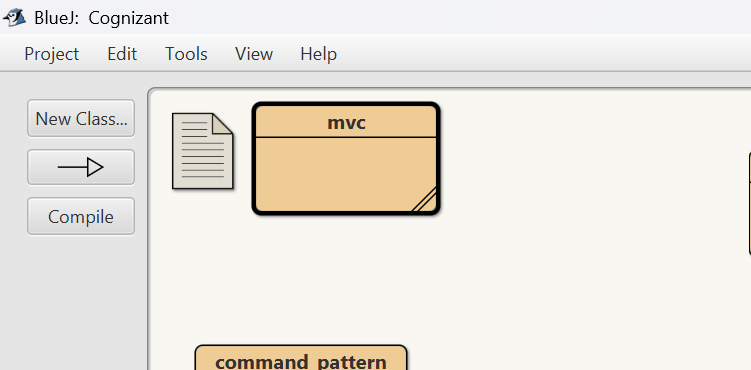 BlueJ: Cognizant
Project Edit Tools View Help
New Class...
mvc
Compile
command_pattern